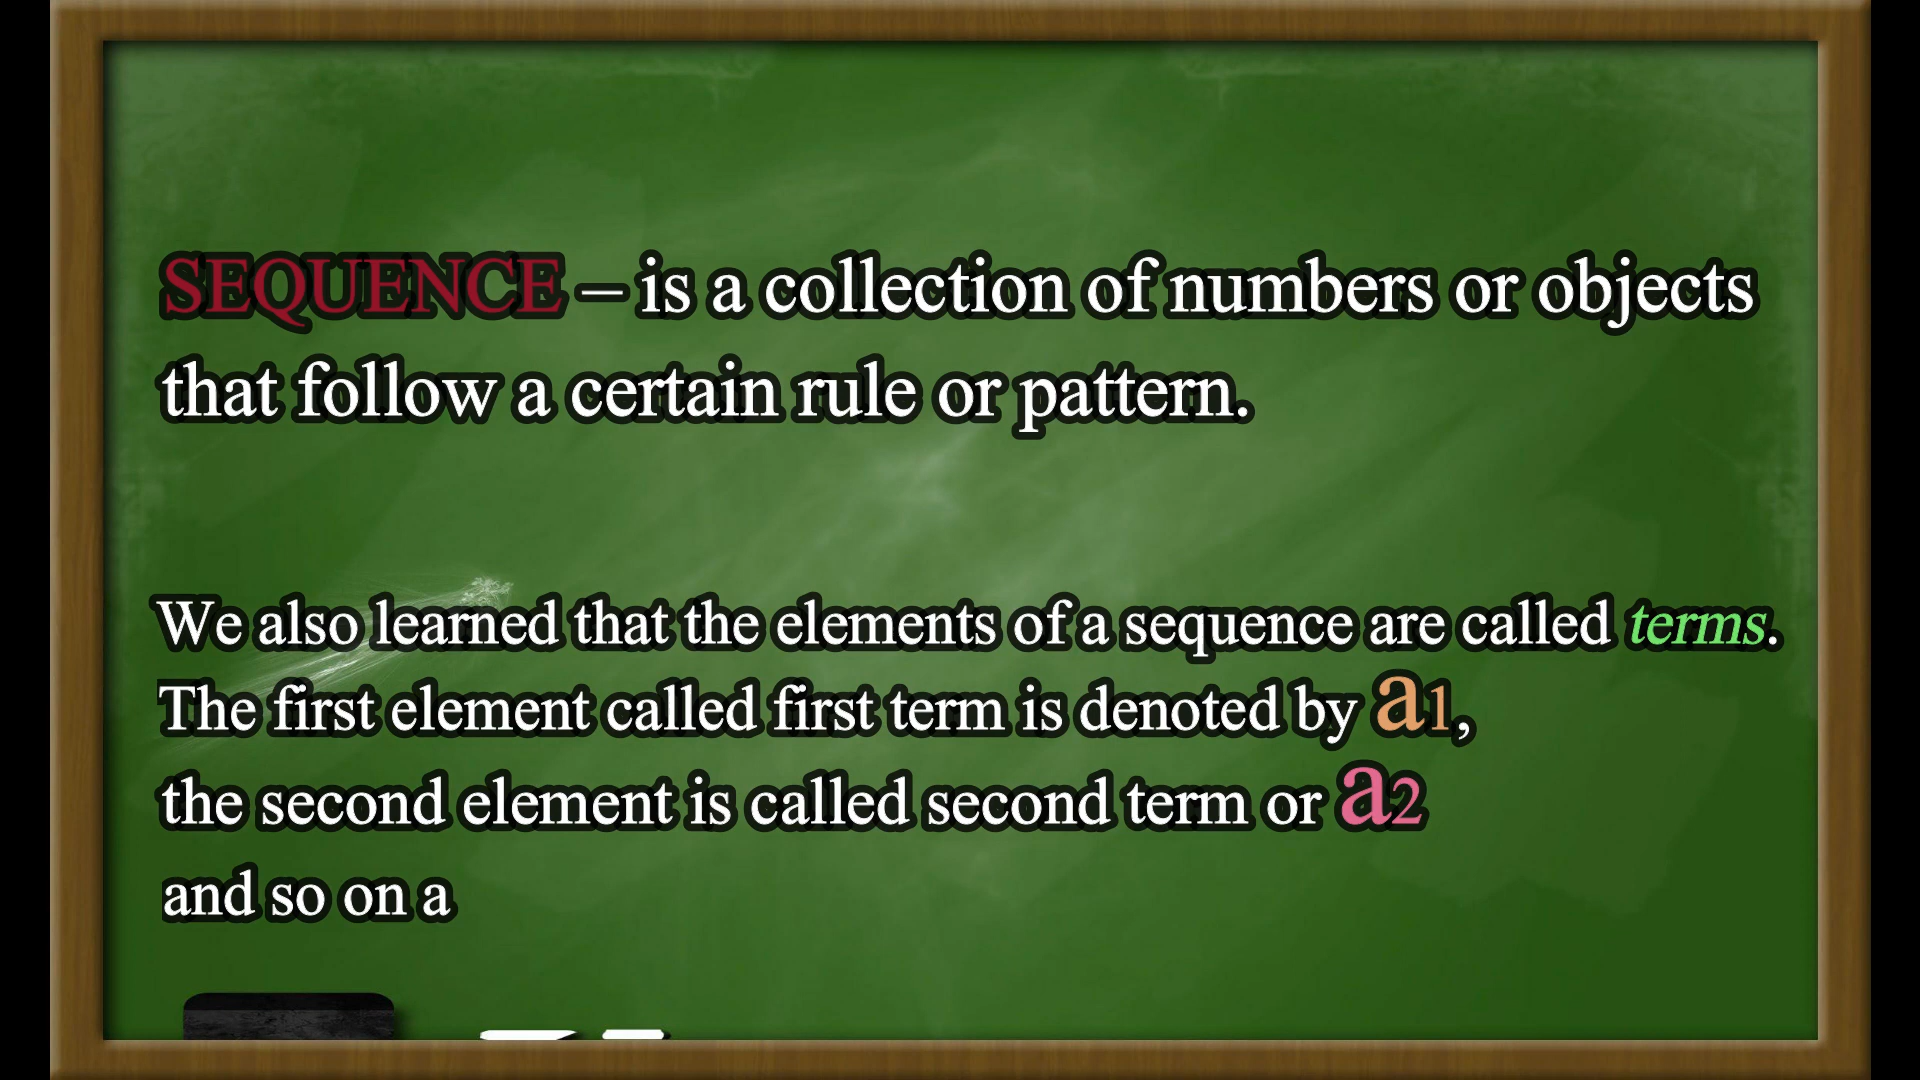 SEQUENCE – is a collection of numbers or objects
that follow a certain rule or pattern.
We also learned that the elements of a sequence are called terms.
The first element called first term is denoted by a1,
the second element is called second term or a2
and so on a